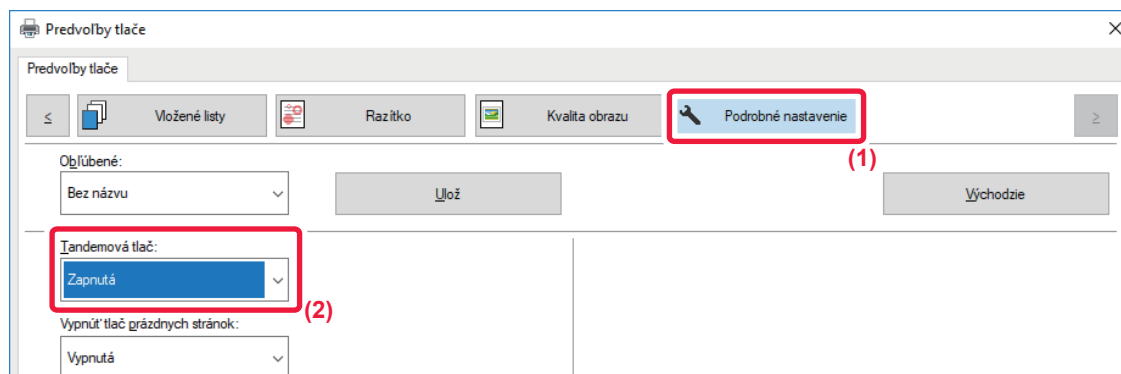 Predvoľby tlače
Predvoľby tlače
< Vložené listy Razítko Kvalita obrazu Podrobné nastavenie >
(1)
Obľúbené:
Bez názvu Ulož Východzie
Tandemová tlač:
Zapnutá
(2)
Vypnúť tlač prázdnych stránok:
Vypnutá